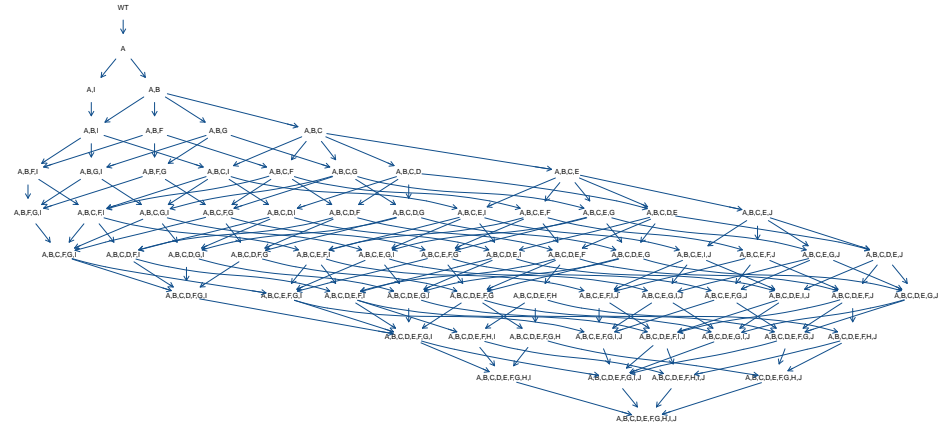 WT
A
A,I A,B
A,B,I A,B,F A,B,G A,B,C
A,B,F,I A,B,G,I A,B,F,G A,B,C,I A,B,C,F A,B,C,G A,B,C,D A,B,C,E
A,B,F,G,I A,B,C,F,I A,B,C,G,I A,B,C,F,G A,B,C,D,I A,B,C,D,F A,B,C,D,G A,B,C,E,I A,B,C,E,F A,B,C,E,G A,B,C,D,E A,B,C,E,J
A,B,C,F,G,I A,B,C,D,F,I A,B,C,D,G,I A,B,C,D,F,G A,B,C,E,F,I A,B,C,E,G,I A,B,C,E,F,G A,B,C,D,E,I A,B,C,D,E,F A,B,C,D,E,G A,B,C,E,I,J A,B,C,E,F,J A,B,C,E,G,J A,B,C,D,E,J
A,B,C,D,F,G,I A,B,C,E,F,G,I A,B,C,D,E,F,I A,B,C,D,E,G,I A,B,C,D,E,F,G A,B,C,D,E,F,H A,B,C,E,F,I,J A,B,C,E,G,I,J A,B,C,E,F,G,J A,B,C,D,E,I,J A,B,C,D,E,F,J A,B,C,D,E,G,J
A,B,C,D,E,F,G,I A,B,C,D,E,F,H,I A,B,C,D,E,F,G,H A,B,C,E,F,G,I,J A,B,C,D,E,F,I,J A,B,C,D,E,G,I,J A,B,C,D,E,F,G,J A,B,C,D,E,F,H,J
A,B,C,D,E,F,G,H,I A,B,C,D,E,F,G,I,J A,B,C,D,E,F,H,I,J A,B,C,D,E,F,G,H,J
A,B,C,D,E,F,G,H,I,J